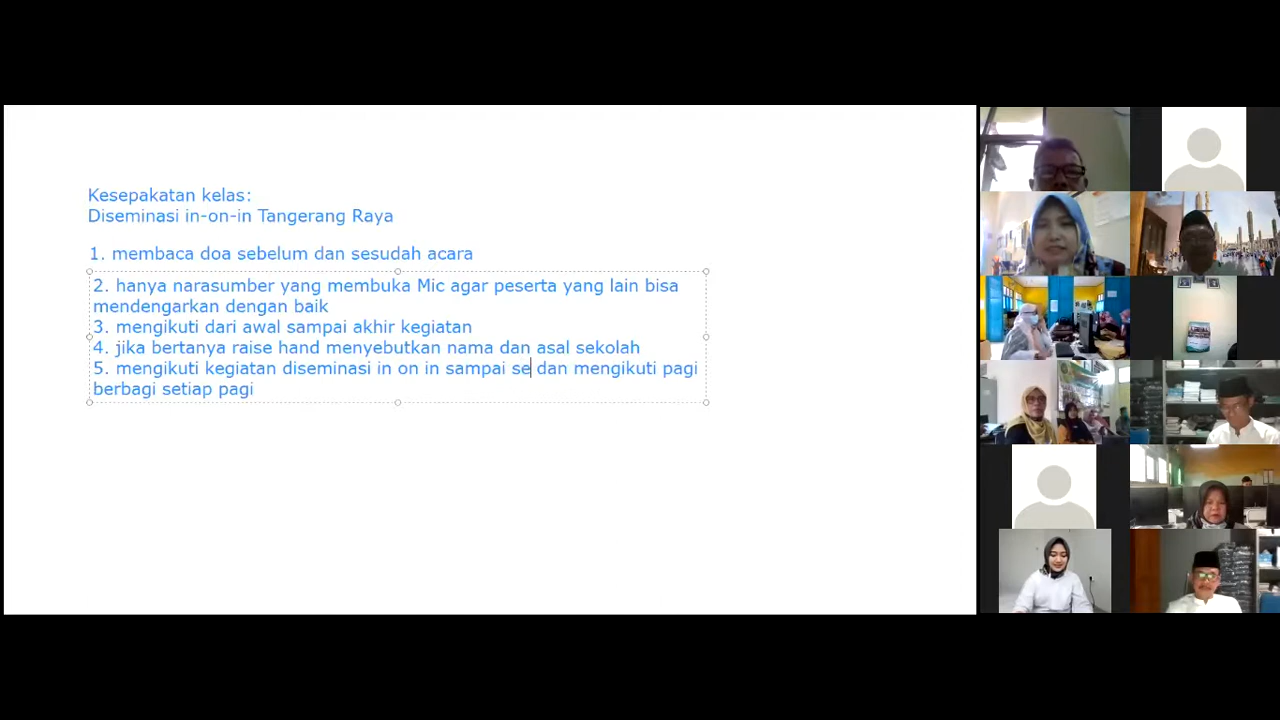 Kesepakatan kelas:
Diseminasi in-on-in Tangerang Raya
1. membaca doa sebelum dan sesudah acara
2. hanya narasumber yang membuka Mic agar peserta yang lain bisa
mendengarkan dengan baik
3. mengikuti dari awal sampai akhir kegiatan
4. jika bertanya raise hand menyebutkan nama dan asal sekolah
5. mengikuti kegiatan diseminasi in on in sampai se dan mengikuti pagi
berbagi setiap pagi